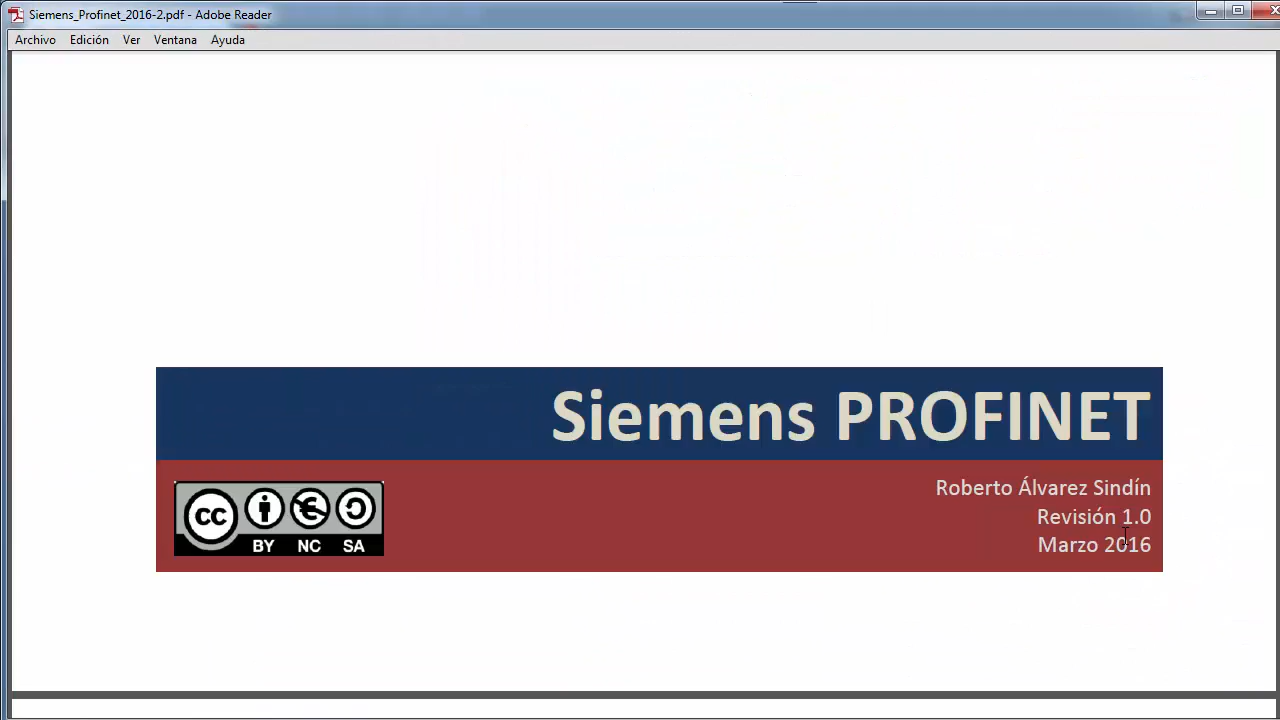 Siemens_Profinet_2016-2.pdf - Adobe Reader
Archivo Edición Ver Ventana Ayuda
Siemens PROFINET
Roberto Álvarez Sindín
Revisión 1.0
Marzo 2016
cc
BY NC SA